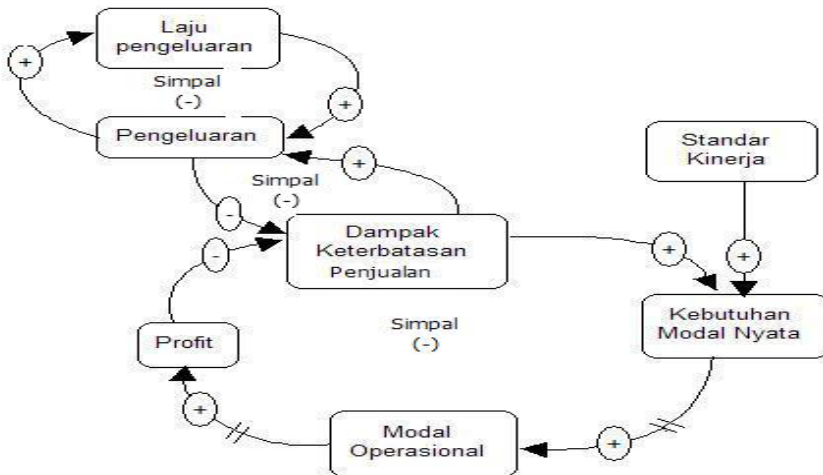 Laju
pengeluaran
+
Simpal
(-)
+
Pengeluaran
+
Simpal
(-)
-
Standar
Kinerja
Dampak
Keterbatasan
Penjualan
-
+
+
Simpal
(-)
Kebutuhan
Modal Nyata
Profit
+
Modal
Operasional
+